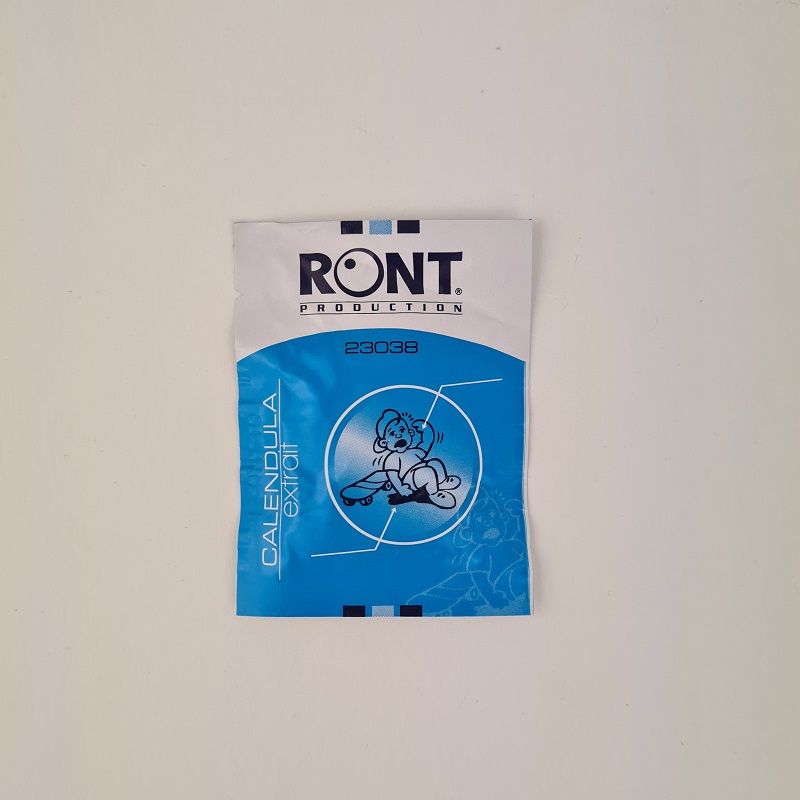 RONT®
PRODUCTION
23038
CALENDULA
extrait